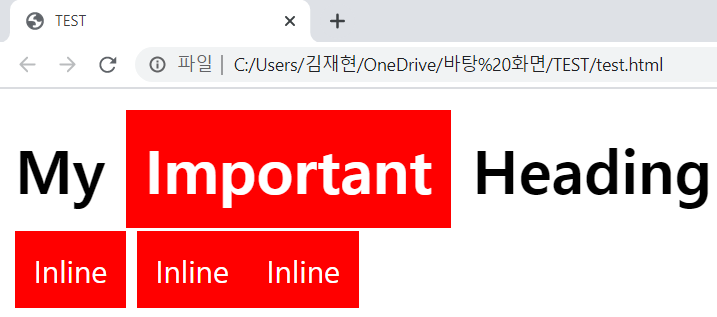 TEST
파일 | C:/Users/김재현/OneDrive/바탕%20화면/TEST/test.html
My Important Heading
Inline Inline Inline